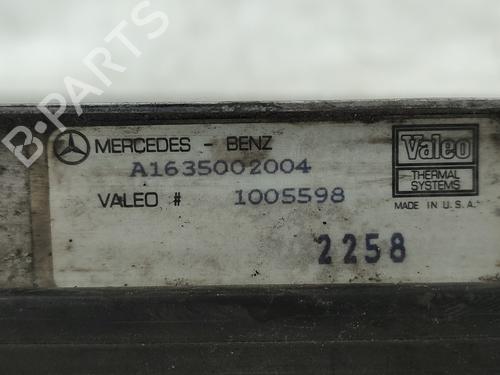 B-PARTS
MERCEDES - BENZ
A1635002004
VALEO # 1005598
Valeo
THERMAL
SYSTEMS
MADE IN U.S.A.
2258